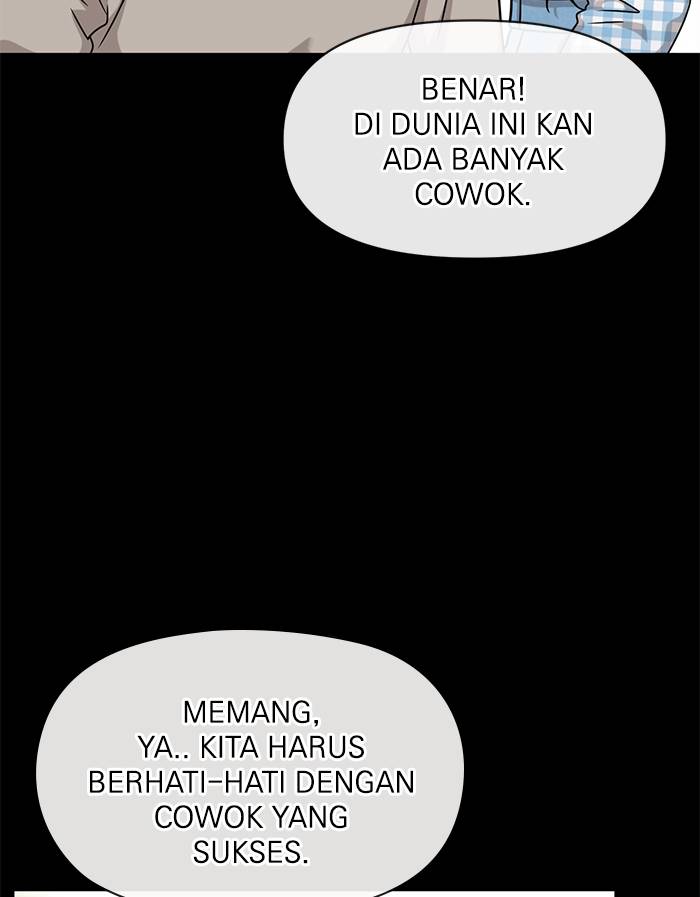 BENAR!
DI DUNIA INI KAN
ADA BANYAK
COWOK.
MEMANG,
YA.. KITA HARUS
BERHATI-HATI DENGAN
COWOK YANG
SUKSES.